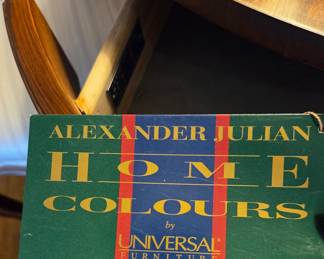 ALEXANDER JULIAN
HOME
COLOURS
by
UNIVERSAL
FURNITURE